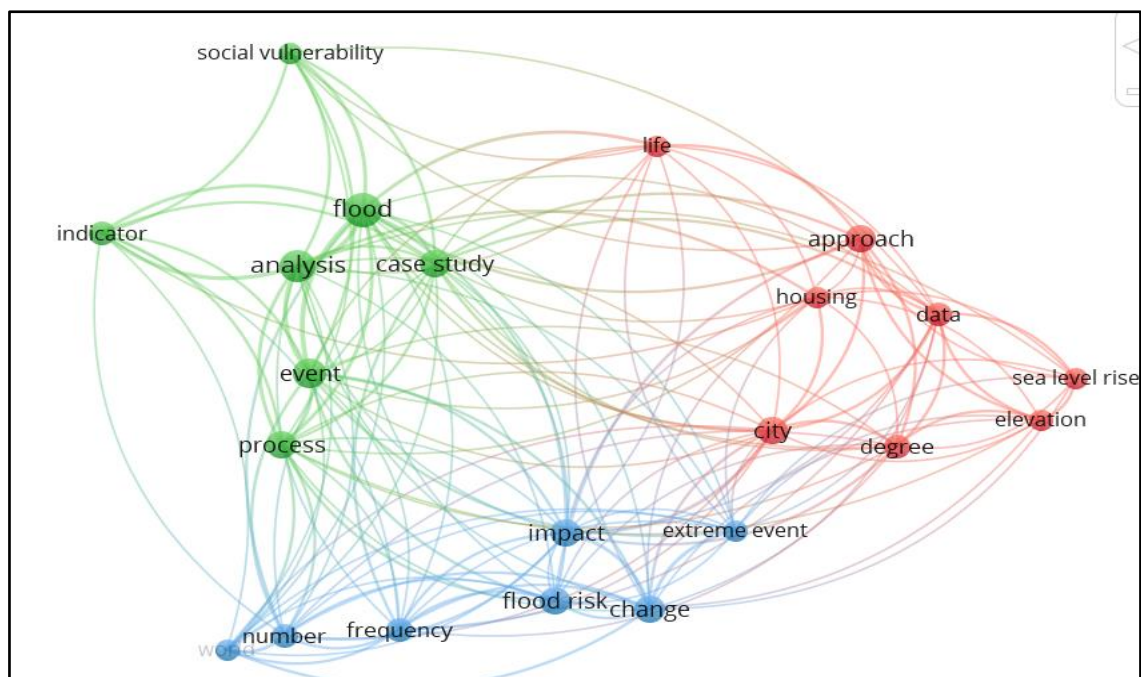 social vulnerability
life
flood
indicator
approach
analysis
case study
housing
data
event
sea level rise
elevation
city
process
degree
impact
extreme event
flood risk
change
frequency
number
world